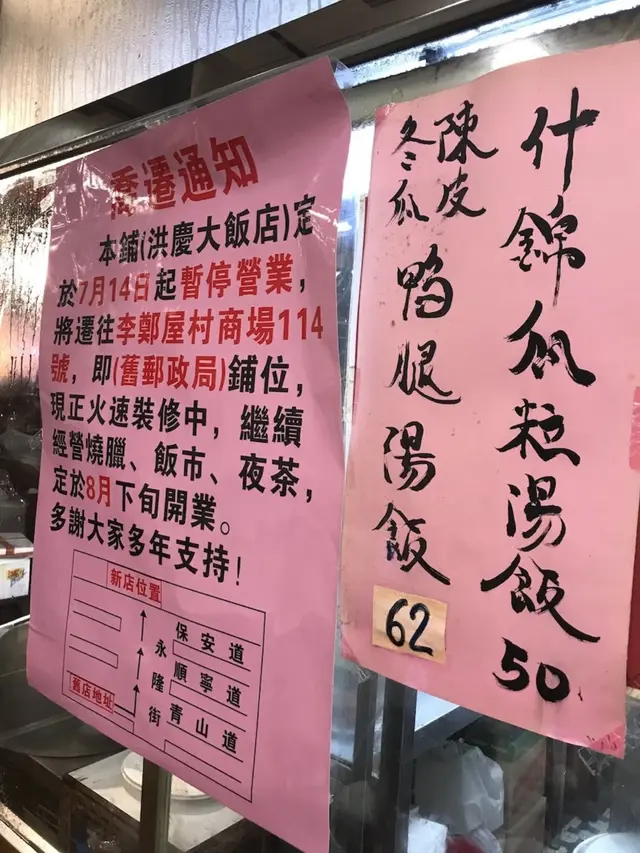 喬遷通知
本鋪(洪慶大飯店)定
於7月14日起暫停營業，
將遷往李鄭屋村商場114
號，即(舊郵政局)鋪位，
現正火速裝修中，繼續
經營燒臘、飯市、夜茶，
定於8月下旬開業。
多謝大家多年支持！
新店位置
保安道
順寧道
青山道
永隆街
舊店地址
什錦瓜粒湯飯50
陳皮
冬瓜
鴨腿湯飯
62